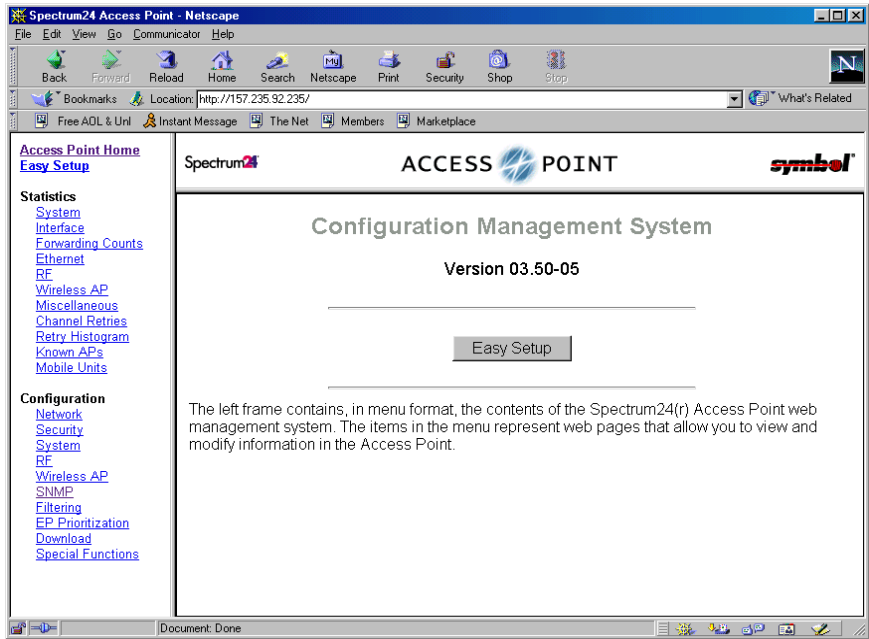 Spectrum24 Access Point - Netscape
File Edit View Go Communicator Help
Back Forward Reload Home Search Netscape Print Security Shop Stop
Bookmarks Location: http://157.235.92.235/ What's Related
Free AOL & Unl Instant Message The Net Members Marketplace
Access Point Home
Easy Setup
Statistics
System
Interface
Forwarding Counts
Ethernet
RF
Wireless AP
Miscellaneous
Channel Retries
Retry Histogram
Known APs
Mobile Units
Configuration
Network
Security
System
RF
Wireless AP
SNMP
Filtering
EP Prioritization
Download
Special Functions
Spectrum24 ACCESS POINT symbol
Configuration Management System
Version 03.50-05
Easy Setup
The left frame contains, in menu format, the contents of the Spectrum24(r) Access Point web
management system. The items in the menu represent web pages that allow you to view and
modify information in the Access Point.
Document: Done